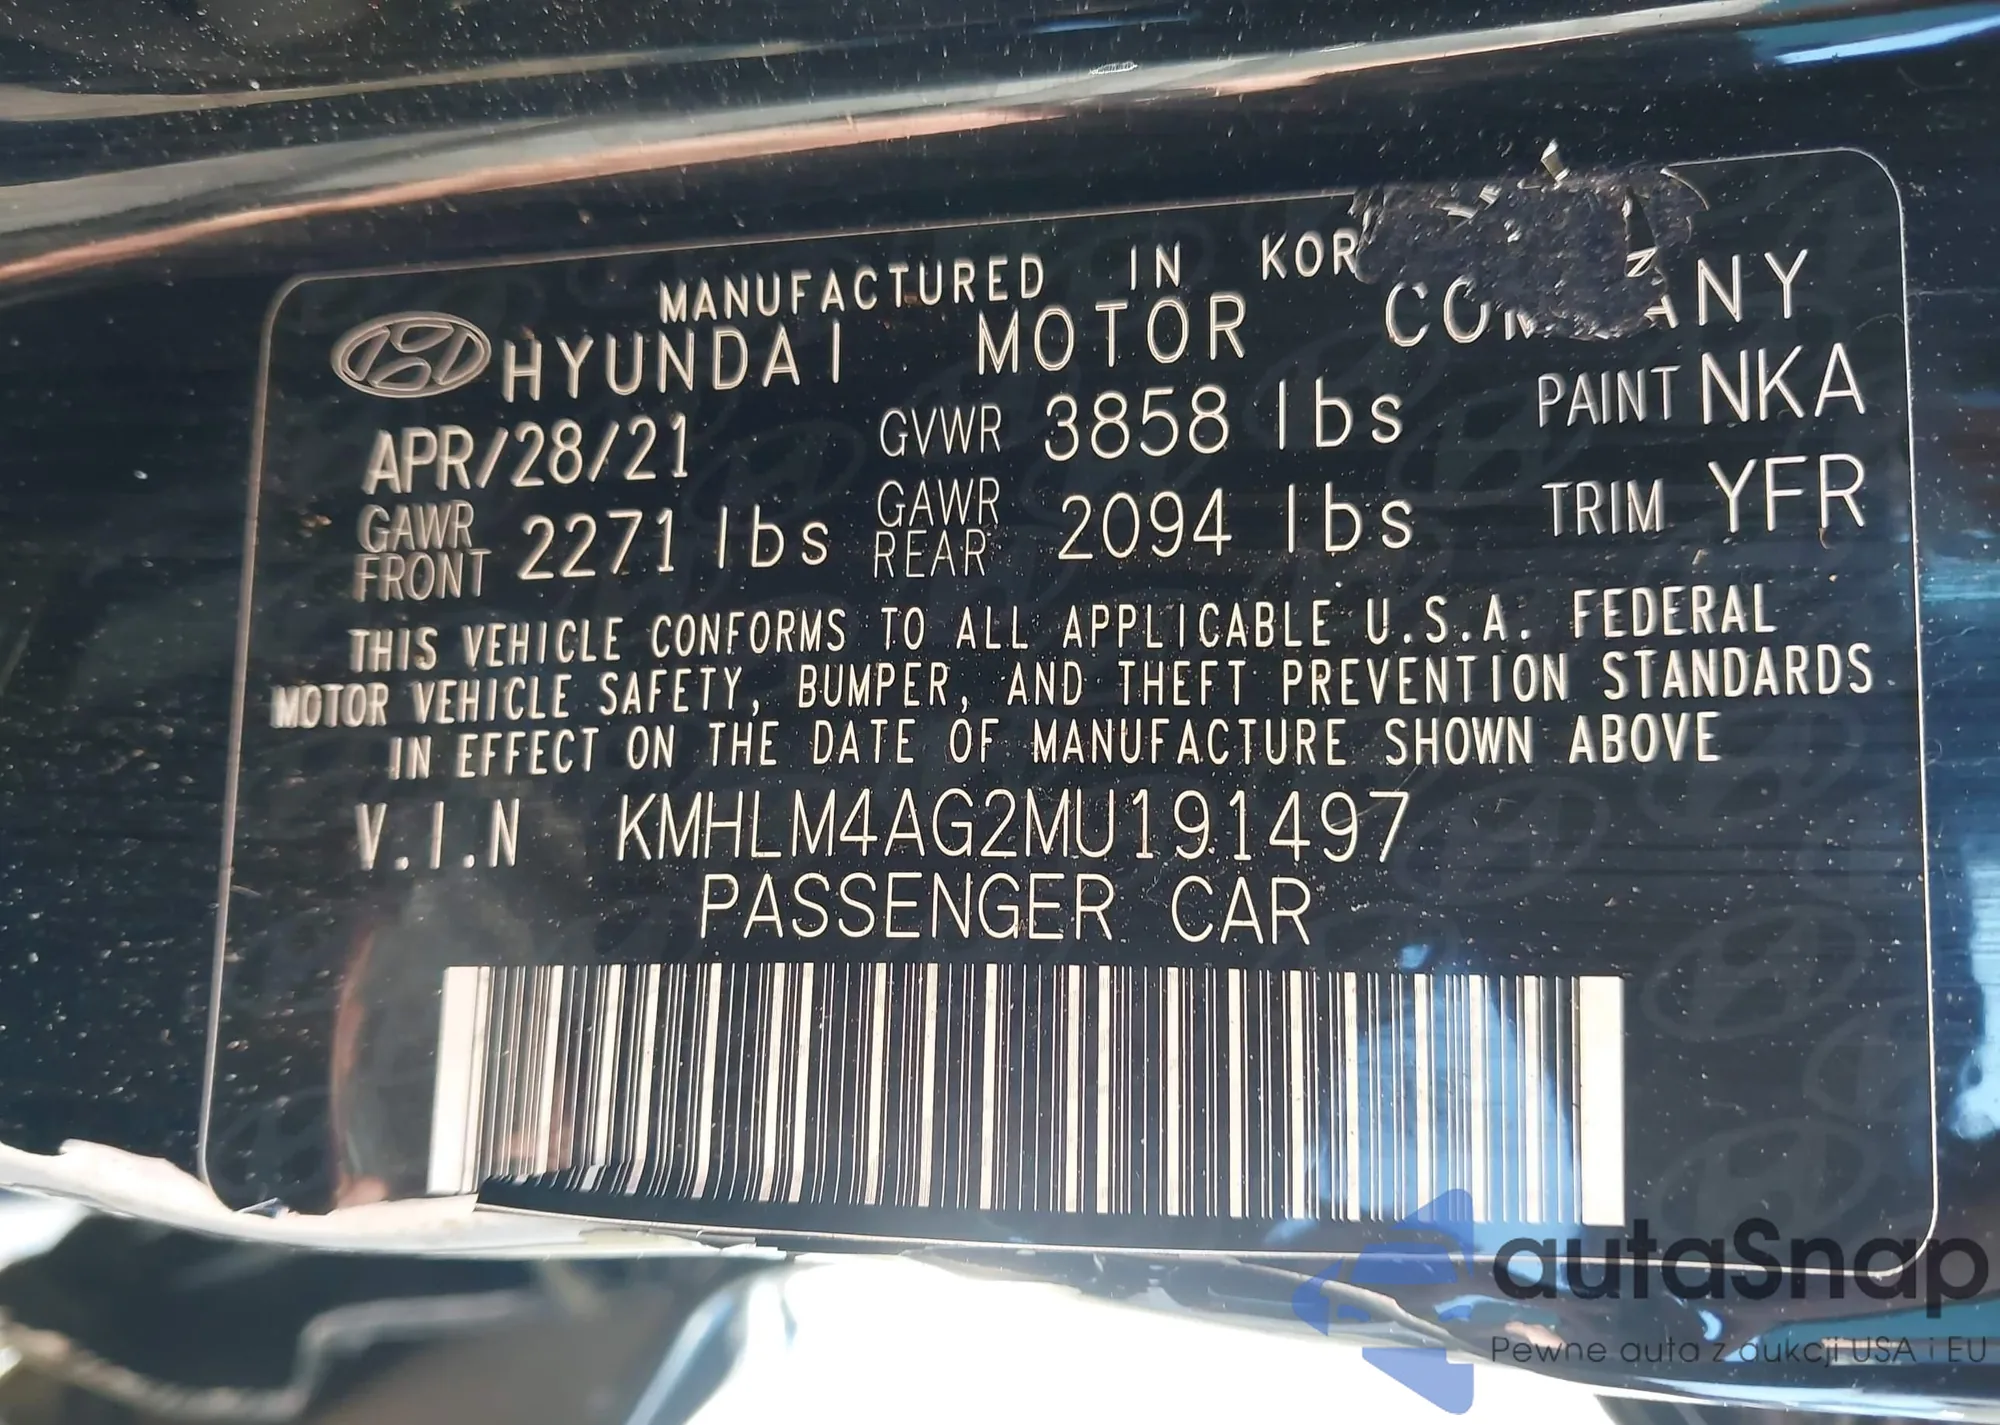 MANUFACTURED IN KOR
HYUNDAI MOTOR COMPANY
APR/28/21 GVWR 3858 lbs PAINT NKA
GAWR FRONT 2271 lbs GAWR REAR 2094 lbs TRIM YFR
THIS VEHICLE CONFORMS TO ALL APPLICABLE U.S.A. FEDERAL
MOTOR VEHICLE SAFETY, BUMPER, AND THEFT PREVENTION STANDARDS
IN EFFECT ON THE DATE OF MANUFACTURE SHOWN ABOVE
V.I.N KMHLM4AG2MU191497
PASSENGER CAR
autaSnap
Pewne auta z aukcji USA i EU